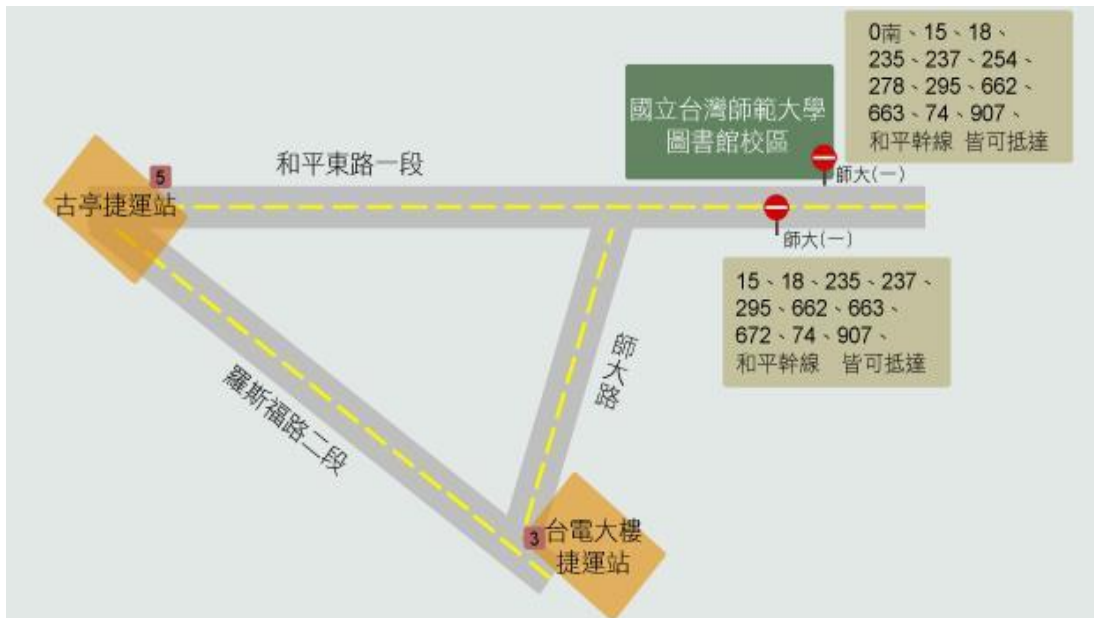 0南、15、18、
235、237、254、
278、295、662、
663、74、907、
和平幹線 皆可抵達
國立台灣師範大學
圖書館校區
和平東路一段
5
師大(一)
古亭捷運站
師大(一)
15、18、235、237、
295、662、663、
672、74、907、
和平幹線 皆可抵達
師大路
羅斯福路二段
3
台電大樓
捷運站